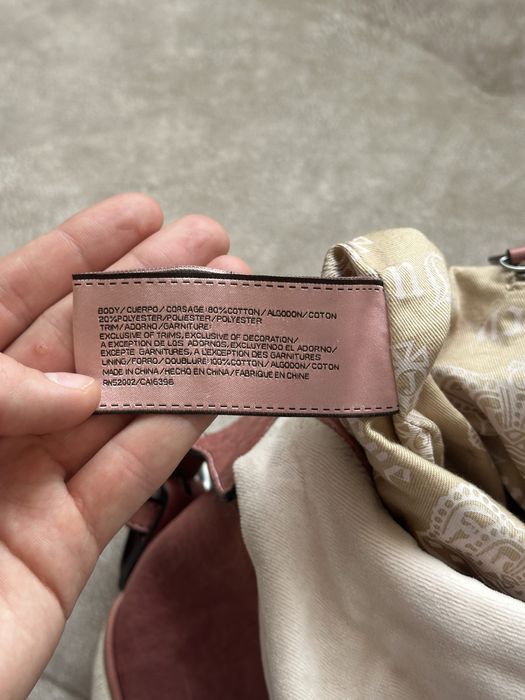 BODY/CUERPO/CORSAGE:80%COTTON/ALGODON/COTON
20%POLYESTER/POLIESTER/POLYESTER
TRIM/ADORNO/GARNITURE:
EXCLUSIVE OF TRIMS, EXCLUSIVE OF DECORATION/
A EXCEPCION DE LOS ADORNOS, EXCLUYENDO EL ADORNO/
EXCEPTE GARNITURES, A L'EXCEPTION DES GARNITURES
LINING/FORRO/DOUBLURE:100%COTTON/ALGODON/COTON
MADE IN CHINA/HECHO EN CHINA/FABRIQUE EN CHINE
RN52002/CA16396